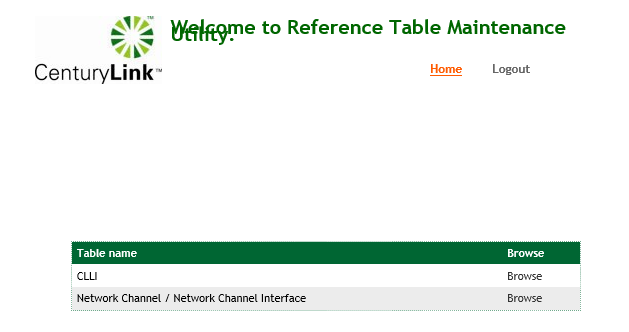 Welcome to Reference Table Maintenance
Utility.
CenturyLink™
Home Logout
Table name Browse
CLLI Browse
Network Channel / Network Channel Interface Browse